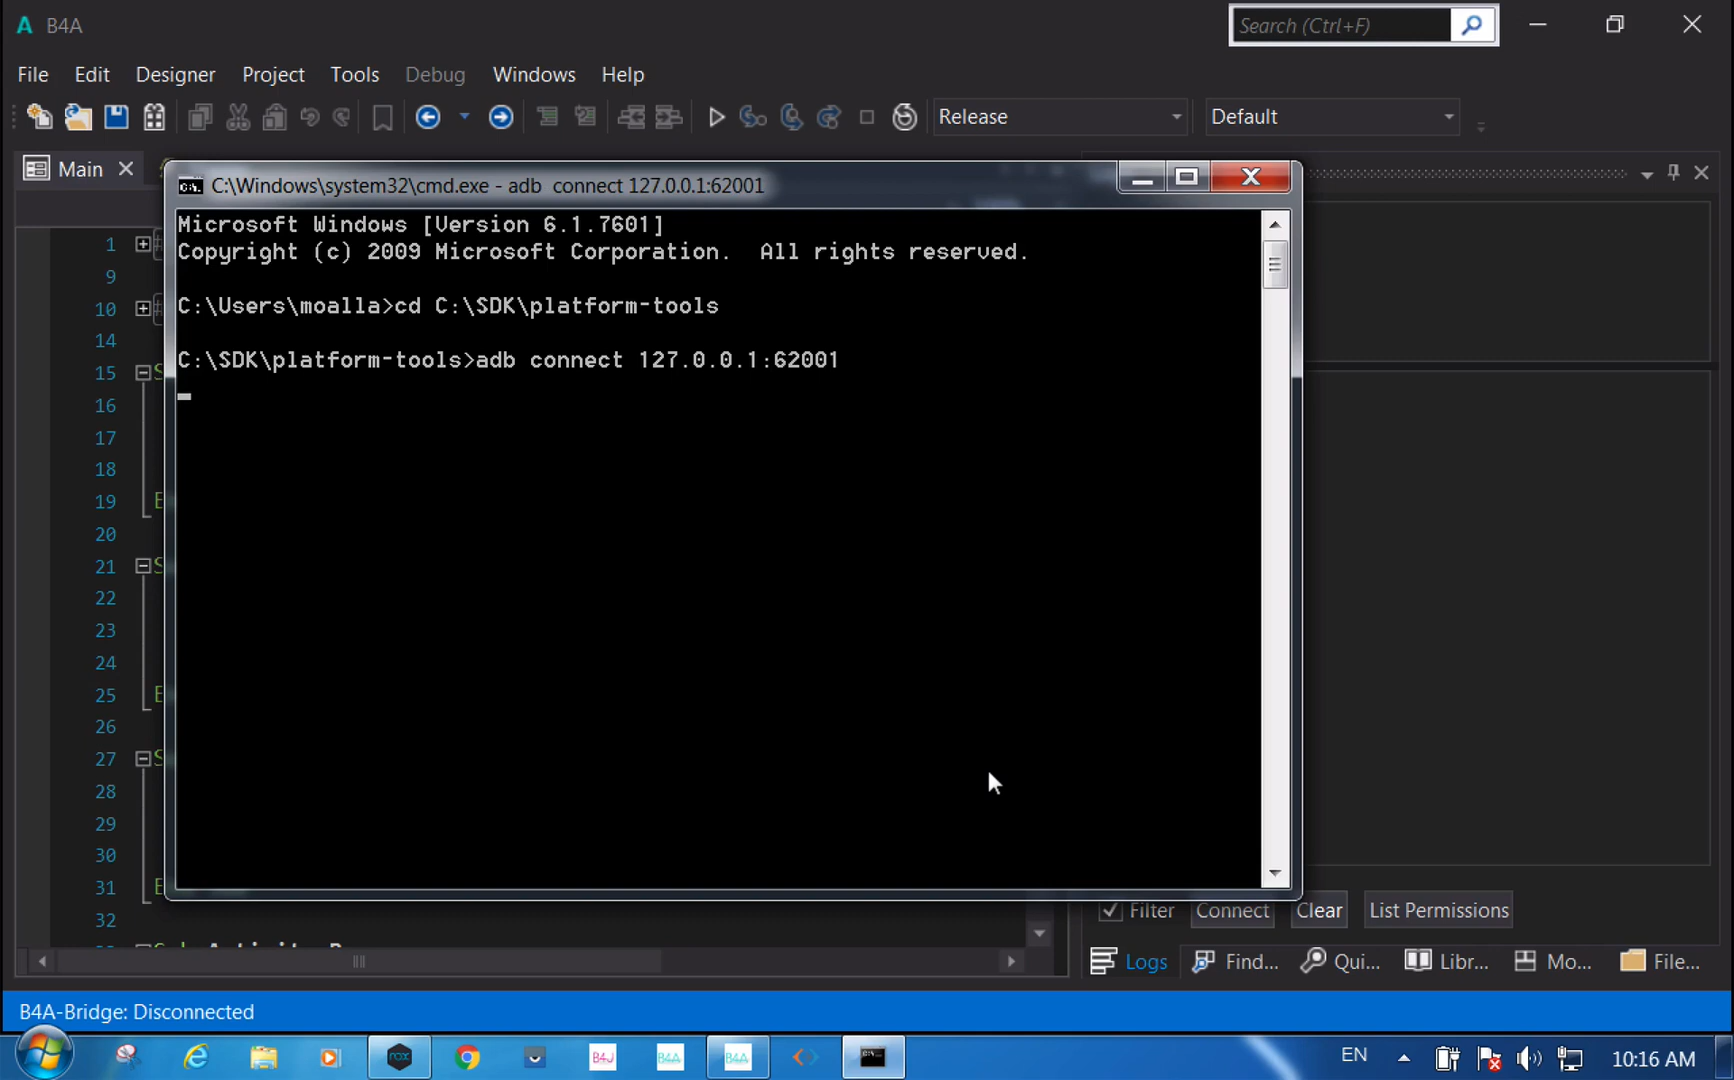 B4A
Search (Ctrl+F)
File Edit Designer Project Tools Debug Windows Help
Release
Default
Main
C:\Windows\system32\cmd.exe - adb  connect 127.0.0.1:62001
Microsoft Windows [Version 6.1.7601]
Copyright (c) 2009 Microsoft Corporation.  All rights reserved.
C:\Users\moalla>cd C:\SDK\platform-tools
C:\SDK\platform-tools>adb connect 127.0.0.1:62001
1
9
10
14
15
16
17
18
19
20
21
22
23
24
25
26
27
28
29
30
31
32
Filter Connect Clear List Permissions
Logs Find... Qui... Libr... Mo... File...
B4A-Bridge: Disconnected
nox B4J B4A B4A
EN
10:16 AM